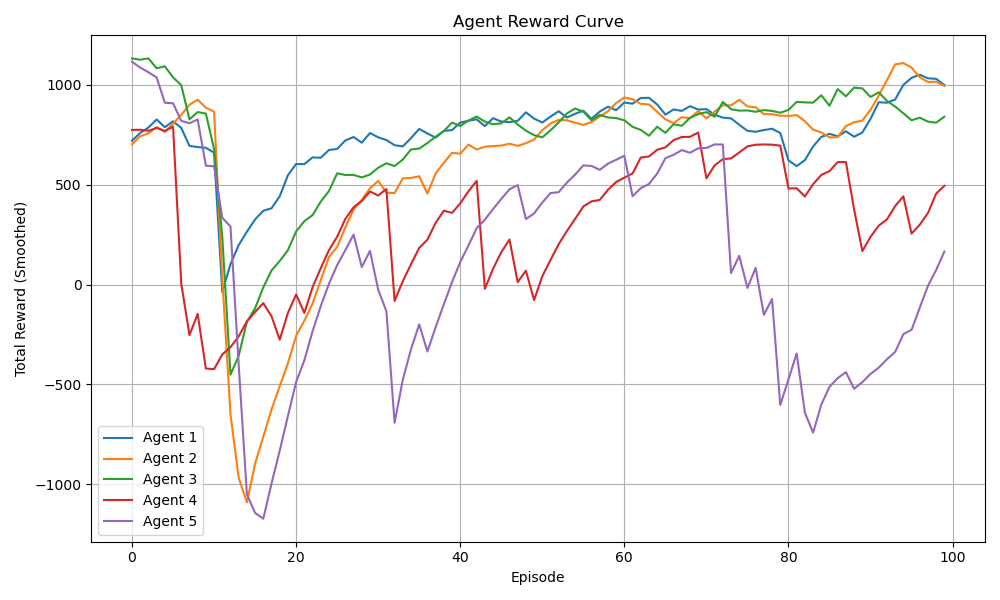 Agent Reward Curve
Total Reward (Smoothed)
1000
500
0
−500
−1000
Agent 1
Agent 2
Agent 3
Agent 4
Agent 5
0 20 40 60 80 100
Episode